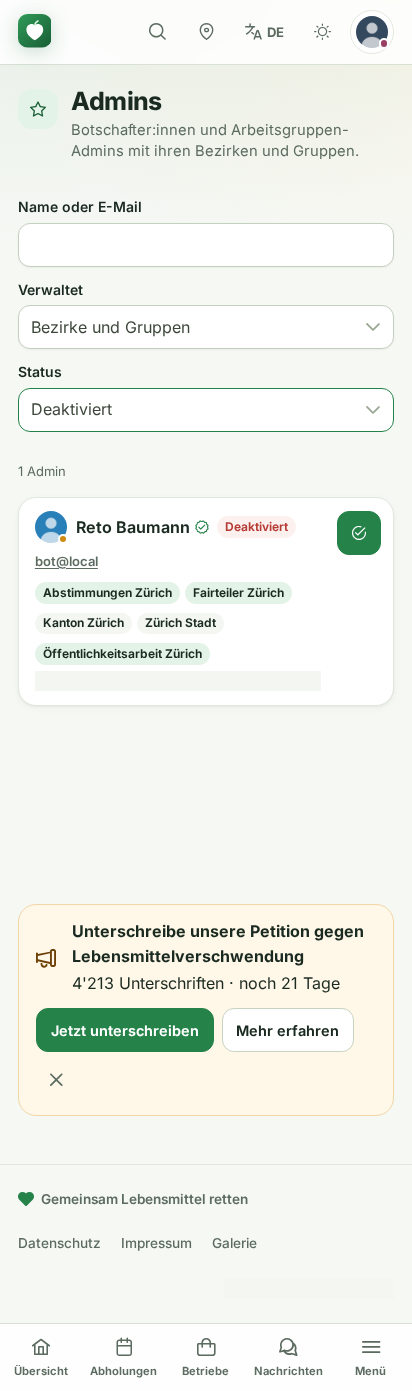 DE
Admins
Botschafter:innen und Arbeitsgruppen-
Admins mit ihren Bezirken und Gruppen.
Name oder E-Mail
Verwaltet
Bezirke und Gruppen
Status
Deaktiviert
1 Admin
Reto Baumann Deaktiviert
bot@local
Abstimmungen Zürich Fairteiler Zürich
Kanton Zürich Zürich Stadt
Öffentlichkeitsarbeit Zürich
Unterschreibe unsere Petition gegen
Lebensmittelverschwendung
4'213 Unterschriften · noch 21 Tage
Jetzt unterschreiben Mehr erfahren
Gemeinsam Lebensmittel retten
Datenschutz Impressum Galerie
Übersicht Abholungen Betriebe Nachrichten Menü